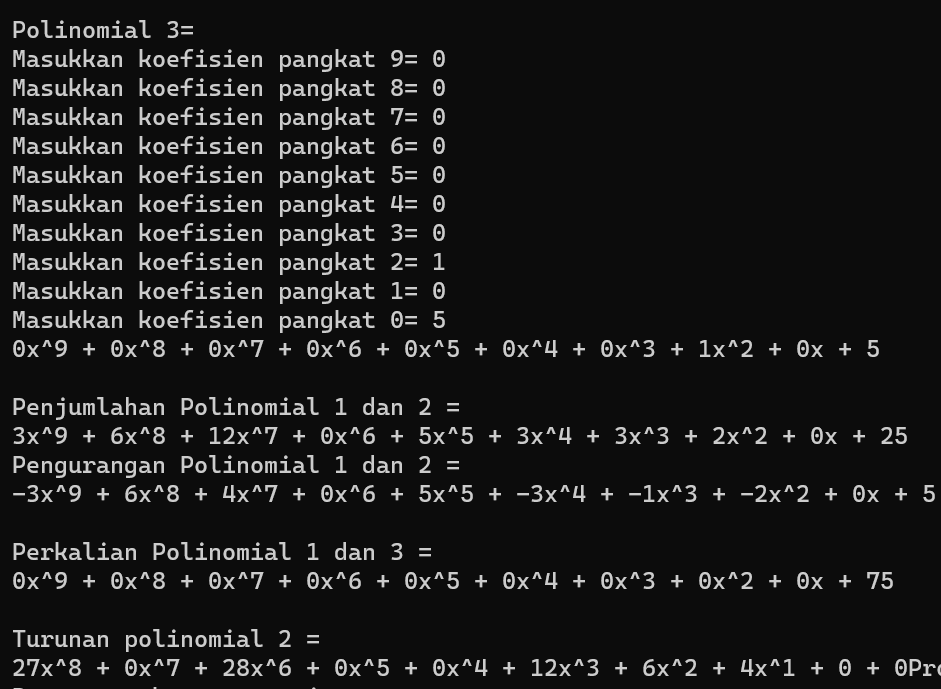 Polinomial 3=
Masukkan koefisien pangkat 9= 0
Masukkan koefisien pangkat 8= 0
Masukkan koefisien pangkat 7= 0
Masukkan koefisien pangkat 6= 0
Masukkan koefisien pangkat 5= 0
Masukkan koefisien pangkat 4= 0
Masukkan koefisien pangkat 3= 0
Masukkan koefisien pangkat 2= 1
Masukkan koefisien pangkat 1= 0
Masukkan koefisien pangkat 0= 5
0x^9 + 0x^8 + 0x^7 + 0x^6 + 0x^5 + 0x^4 + 0x^3 + 1x^2 + 0x + 5
Penjumlahan Polinomial 1 dan 2 =
3x^9 + 6x^8 + 12x^7 + 0x^6 + 5x^5 + 3x^4 + 3x^3 + 2x^2 + 0x + 25
Pengurangan Polinomial 1 dan 2 =
-3x^9 + 6x^8 + 4x^7 + 0x^6 + 5x^5 + -3x^4 + -1x^3 + -2x^2 + 0x + 5
Perkalian Polinomial 1 dan 3 =
0x^9 + 0x^8 + 0x^7 + 0x^6 + 0x^5 + 0x^4 + 0x^3 + 0x^2 + 0x + 75
Turunan polinomial 2 =
27x^8 + 0x^7 + 28x^6 + 0x^5 + 0x^4 + 12x^3 + 6x^2 + 4x^1 + 0 + 0Pro